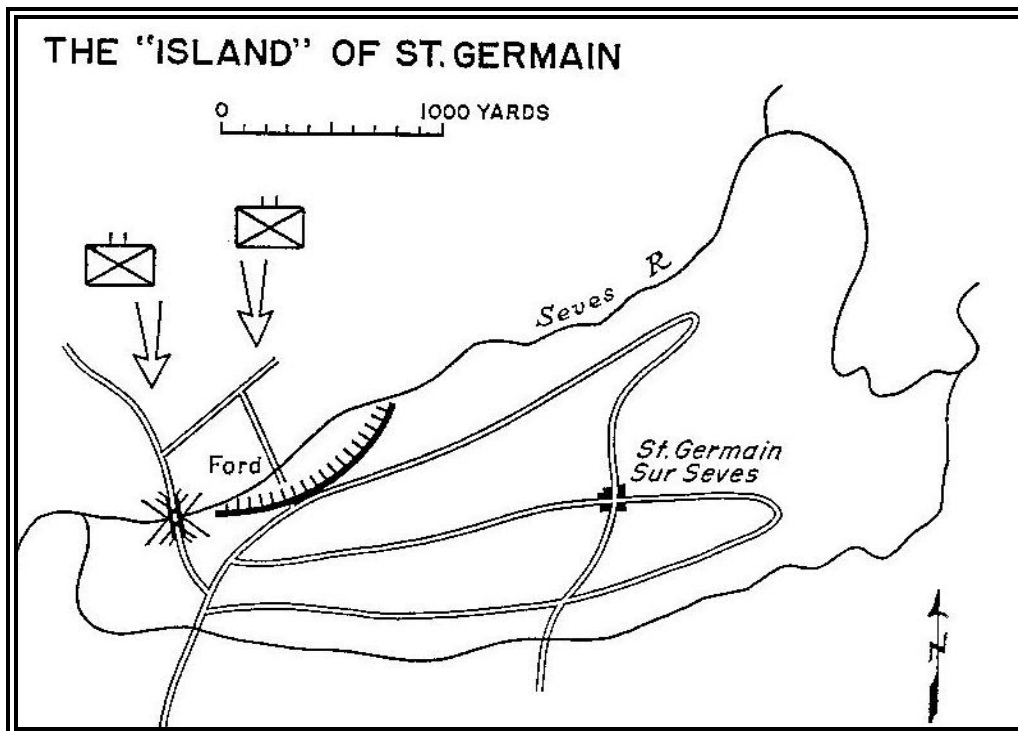 THE "ISLAND" OF ST. GERMAIN
0 1000 YARDS
Seves R
Ford
St. Germain
Sur Seves
N